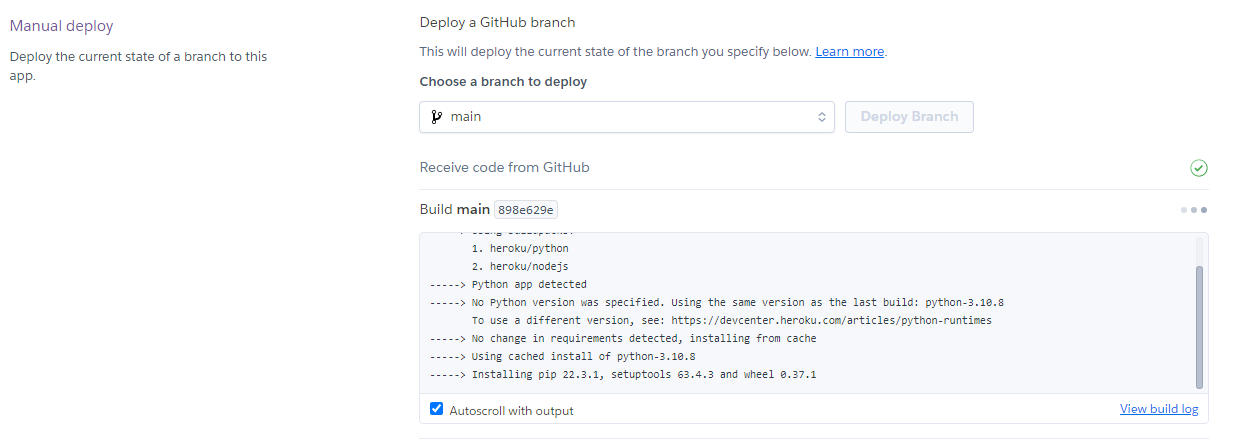 Manual deploy
Deploy the current state of a branch to this
app.
Deploy a GitHub branch
This will deploy the current state of the branch you specify below. Learn more.
Choose a branch to deploy
main
Deploy Branch
Receive code from GitHub
Build main 898e629e
1. heroku/python
2. heroku/nodejs
-----> Python app detected
-----> No Python version was specified. Using the same version as the last build: python-3.10.8
To use a different version, see: https://devcenter.heroku.com/articles/python-runtimes
-----> No change in requirements detected, installing from cache
-----> Using cached install of python-3.10.8
-----> Installing pip 22.3.1, setuptools 63.4.3 and wheel 0.37.1
Autoscroll with output
View build log